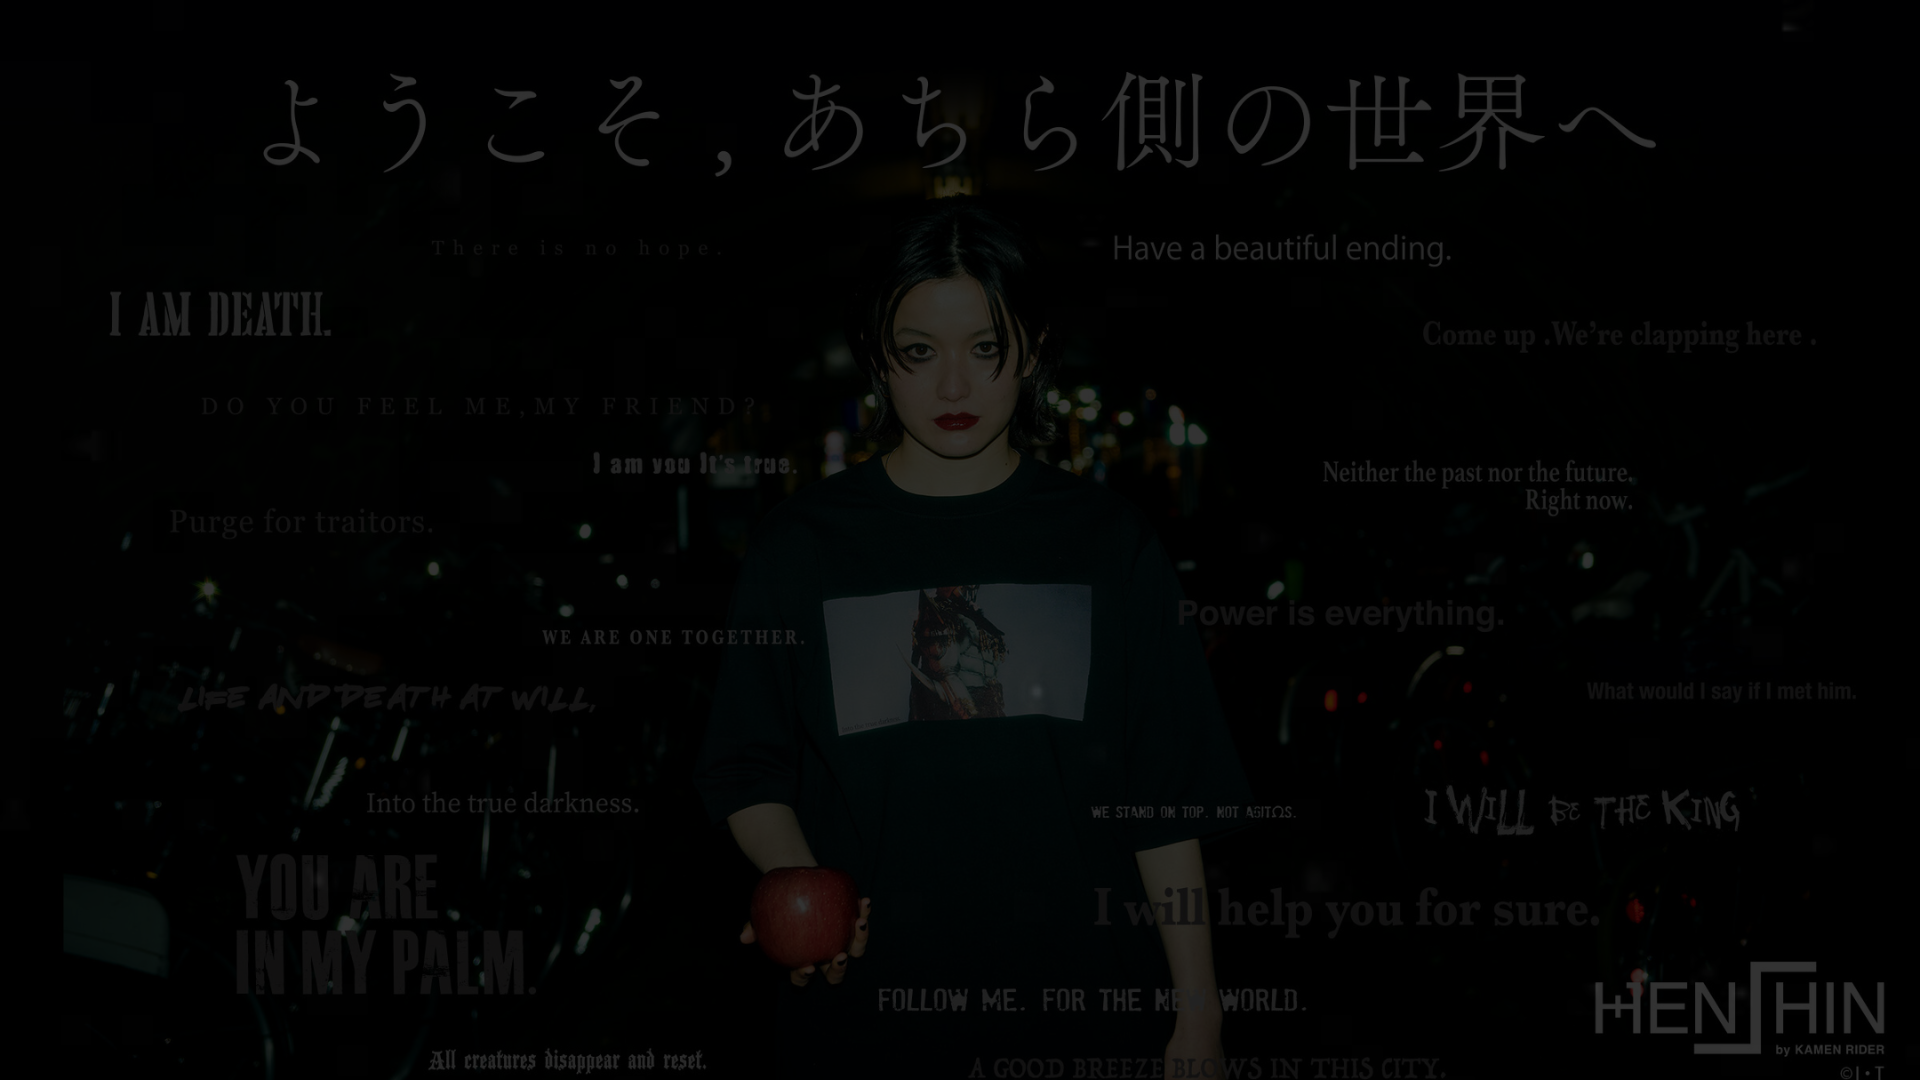 ようこそ，あちら側の世界へ
There is no hope.
Have a beautiful ending.
I AM DEATH.
Come up .We're clapping here .
DO YOU FEEL ME,MY FRIEND?
I am you It's true.
Neither the past nor the future.
Right now.
Purge for traitors.
Power is everything.
WE ARE ONE TOGETHER.
LIFE AND DEATH AT WILL,
What would I say if I met him.
Into the true darkness.
WE STAND ON TOP. NOT AGITΩS.
I WILL BE THE KING
YOU ARE
IN MY PALM.
I will help you for sure.
FOLLOW ME. FOR THE NEW WORLD.
HENSHIN
by KAMEN RIDER
All creatures disappear and reset.
A GOOD BREEZE BLOWS IN THIS CITY.
©I・T